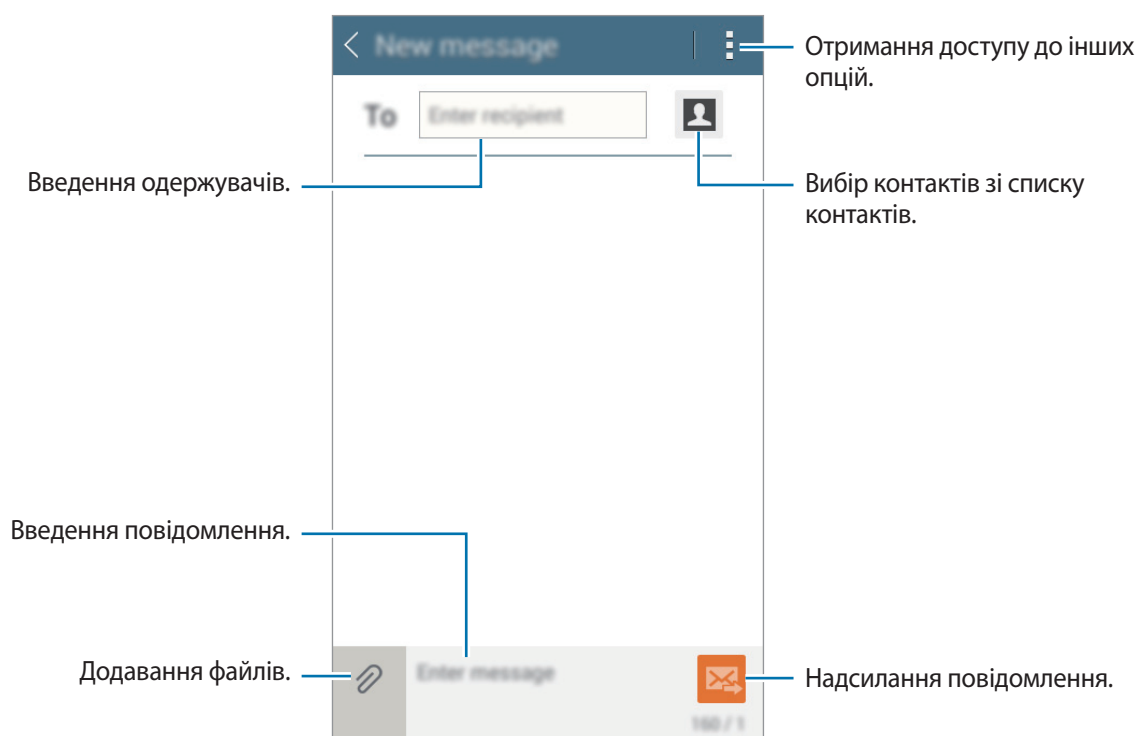 New message
Отримання доступу до інших
опцій.
To
Enter recipient
Введення одержувачів.
Вибір контактів зі списку
контактів.
Введення повідомлення.
Додавання файлів.
Enter message
Надсилання повідомлення.
160 / 1